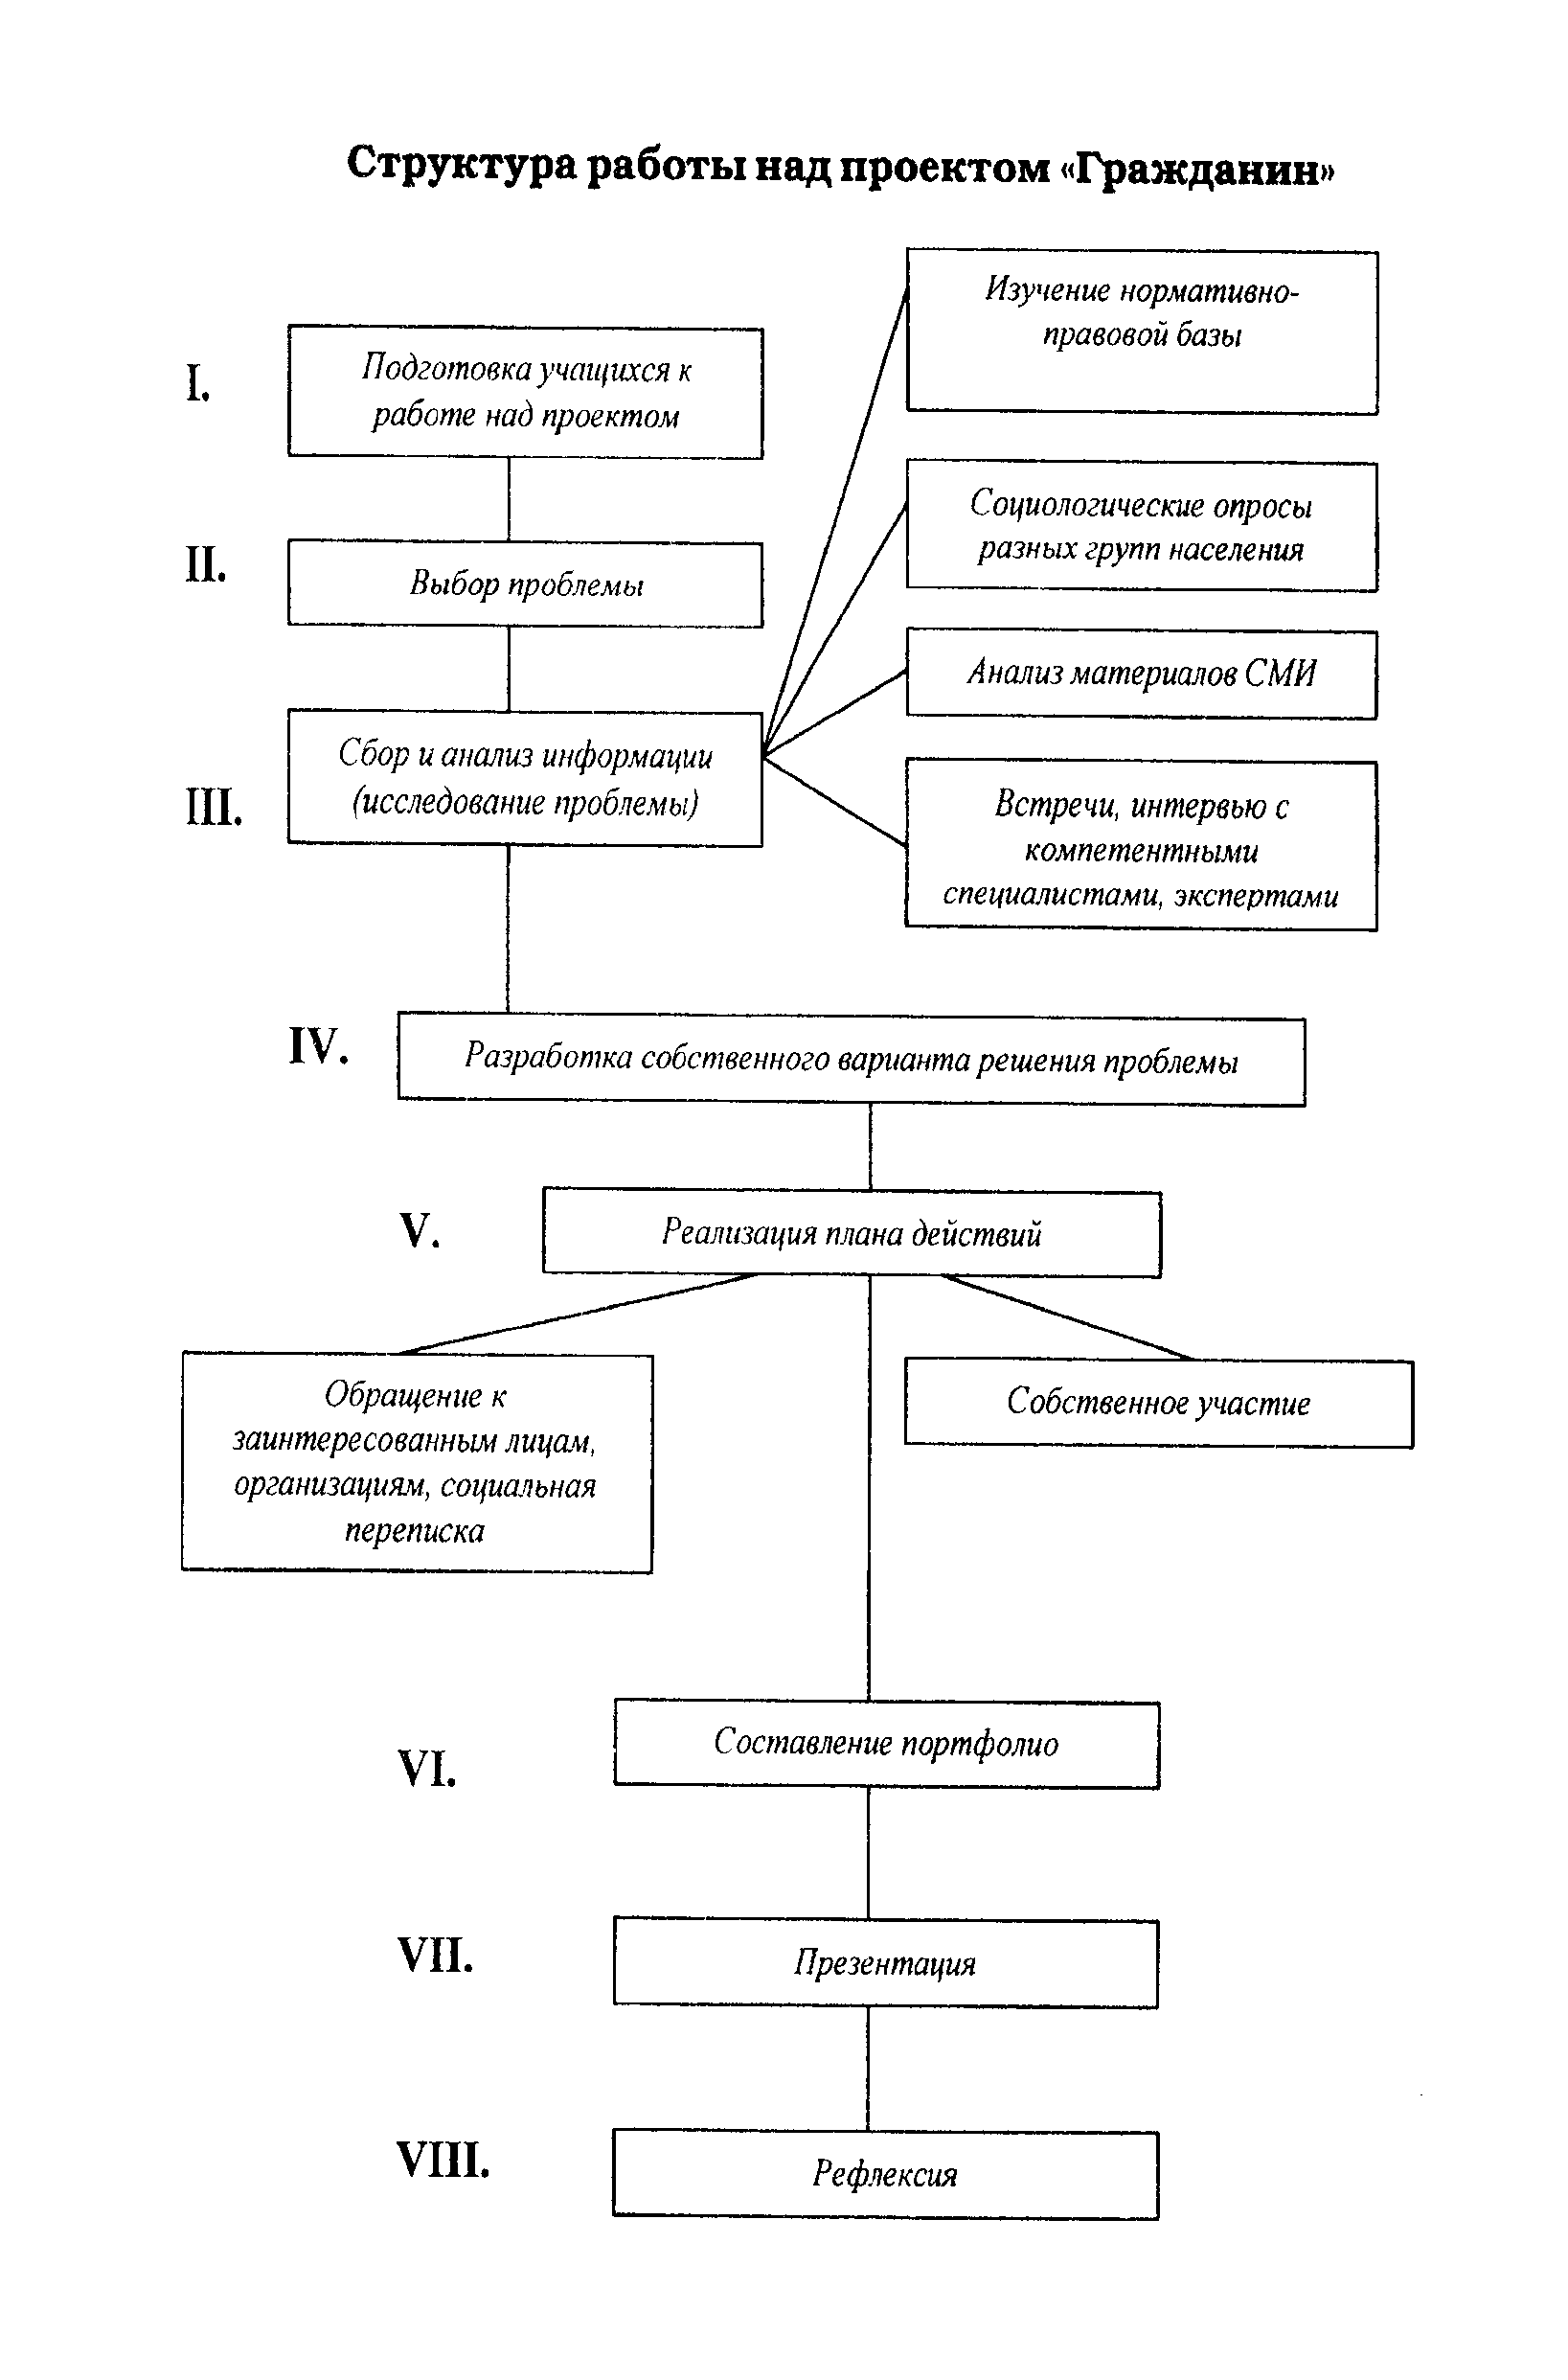 Структура работы над проектом «Гражданин»
I.
Подготовка учащихся к
работе над проектом
II.
Выбор проблемы
III.
Сбор и анализ информации
(исследование проблемы)
Изучение нормативно-
правовой базы
Социологические опросы
разных групп населения
Анализ материалов СМИ
Встречи, интервью с
компетентными
специалистами, экспертами
IV.
Разработка собственного варианта решения проблемы
V.
Реализация плана действий
Обращение к
заинтересованным лицам,
организациям, социальная
переписка
Собственное участие
VI.
Составление портфолио
VII.
Презентация
VIII.
Рефлексия